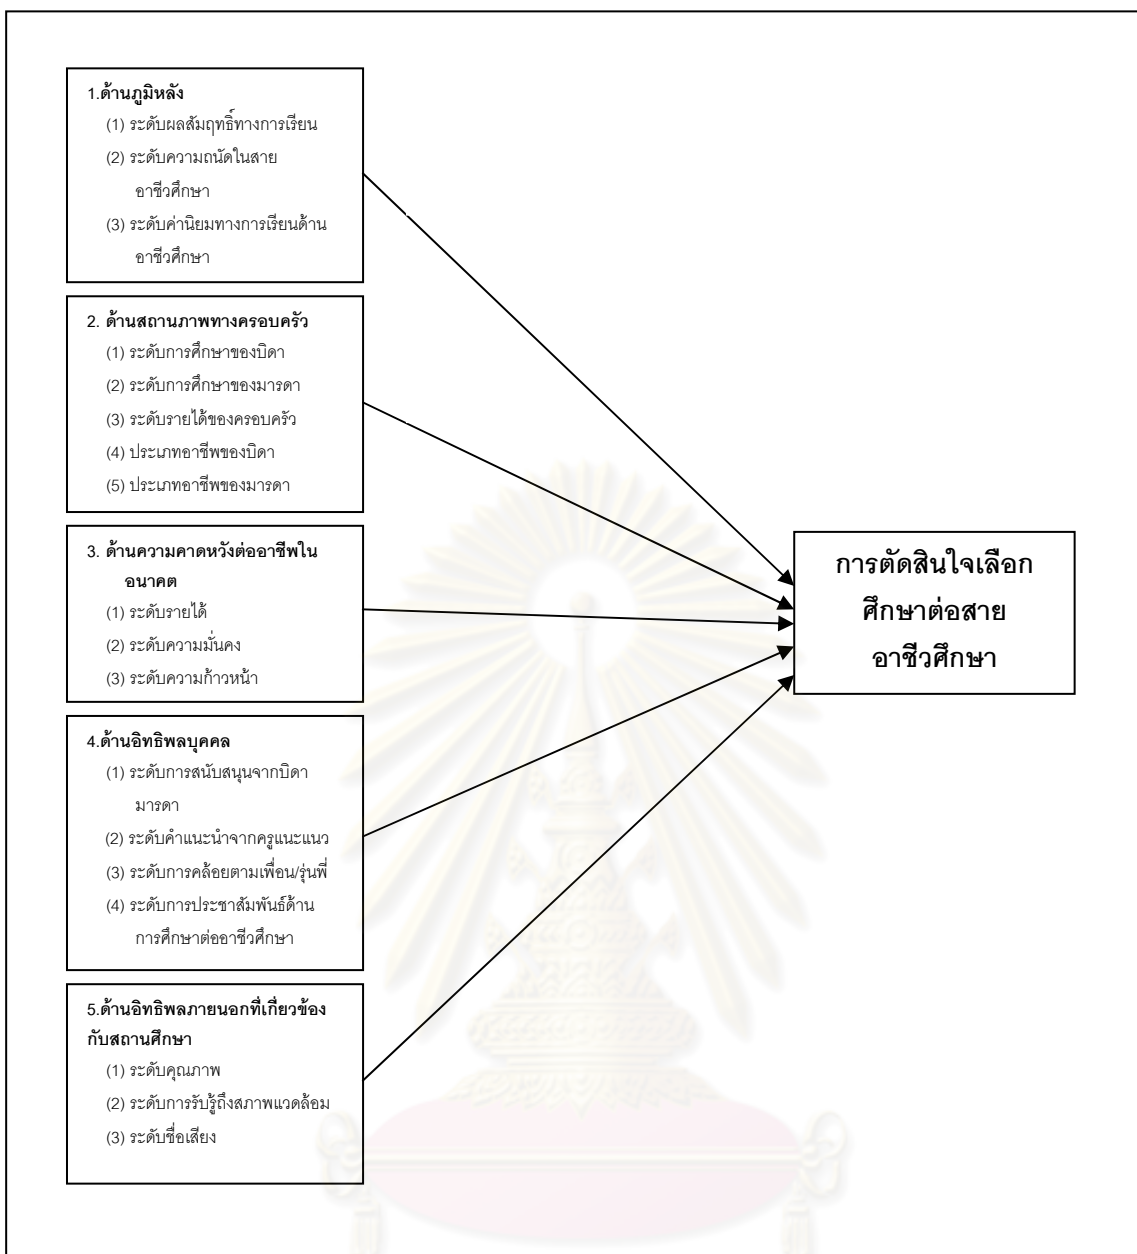 1.ด้านภูมิหลัง
(1) ระดับผลสัมฤทธิ์ทางการเรียน
(2) ระดับความถนัดในสาย
อาชีวศึกษา
(3) ระดับค่านิยมทางการเรียนด้าน
อาชีวศึกษา
2. ด้านสถานภาพทางครอบครัว
(1) ระดับการศึกษาของบิดา
(2) ระดับการศึกษาของมารดา
(3) ระดับรายได้ของครอบครัว
(4) ประเภทอาชีพของบิดา
(5) ประเภทอาชีพของมารดา
3. ด้านความคาดหวังต่ออาชีพใน
อนาคต
(1) ระดับรายได้
(2) ระดับความมั่นคง
(3) ระดับความก้าวหน้า
4.ด้านอิทธิพลบุคคล
(1) ระดับการสนับสนุนจากบิดา
มารดา
(2) ระดับคำแนะนำจากครูแนะแนว
(3) ระดับการคล้อยตามเพื่อน/รุ่นพี่
(4) ระดับการประชาสัมพันธ์ด้าน
การศึกษาต่ออาชีวศึกษา
5.ด้านอิทธิพลภายนอกที่เกี่ยวข้อง
กับสถานศึกษา
(1) ระดับคุณภาพ
(2) ระดับการรับรู้ถึงสภาพแวดล้อม
(3) ระดับชื่อเสียง
การตัดสินใจเลือก
ศึกษาต่อสาย
อาชีวศึกษา